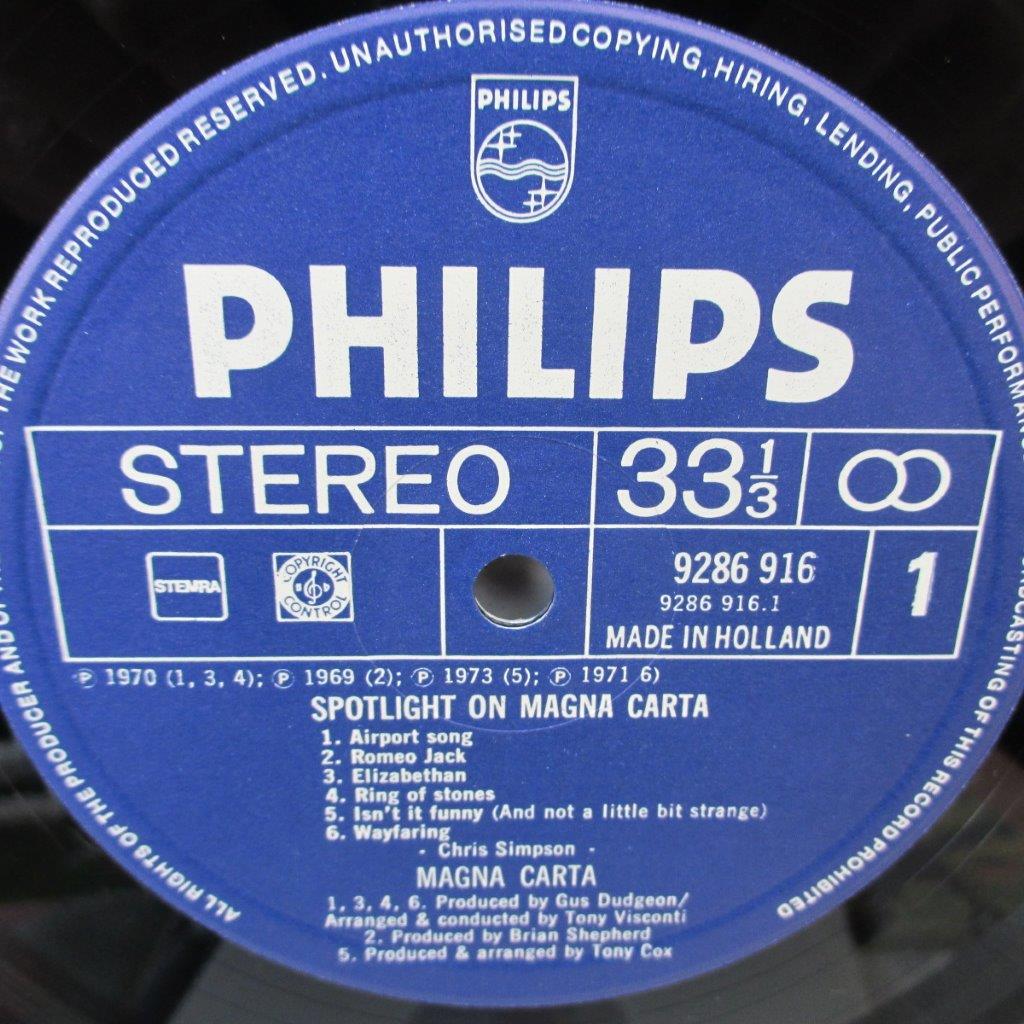 ALL RIGHTS OF THE PRODUCER AND OF THE WORK REPRODUCED RESERVED. UNAUTHORISED COPYING, HIRING, LENDING, PUBLIC PERFORMAN CASTING OF THIS RECORD PROHIBITED
PHILIPS
PHILIPS
STEREO 33 1/3
STEMRA COPYRIGHT CONTROL 9286 916 1
9286 916.1
MADE IN HOLLAND
℗ 1970 (1, 3, 4); ℗ 1969 (2); ℗ 1973 (5); ℗ 1971 6)
SPOTLIGHT ON MAGNA CARTA
1. Airport song
2. Romeo Jack
3. Elizabethan
4. Ring of stones
5. Isn't it funny (And not a little bit strange)
6. Wayfaring
- Chris Simpson -
MAGNA CARTA
1, 3, 4, 6. Produced by Gus Dudgeon/
Arranged & conducted by Tony Visconti
2. Produced by Brian Shepherd
5. Produced & arranged by Tony Cox